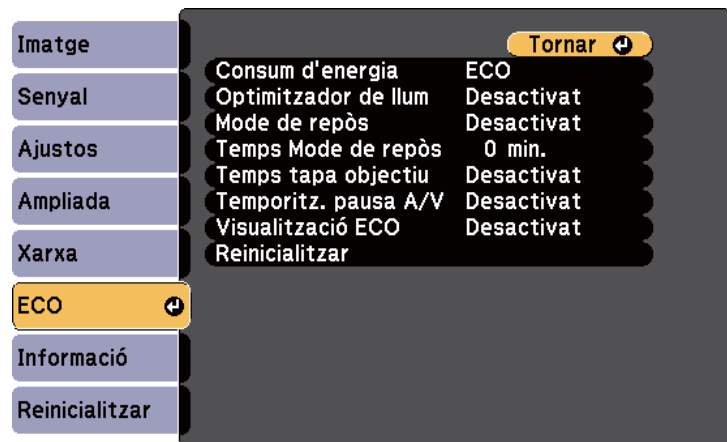 Imatge
Senyal
Ajustos
Ampliada
Xarxa
ECO
Informació
Reinicialitzar
Tornar
Consum d'energia ECO
Optimitzador de llum Desactivat
Mode de repòs Desactivat
Temps Mode de repòs 0 min.
Temps tapa objectiu Desactivat
Temporitz. pausa A/V Desactivat
Visualització ECO Desactivat
Reinicialitzar